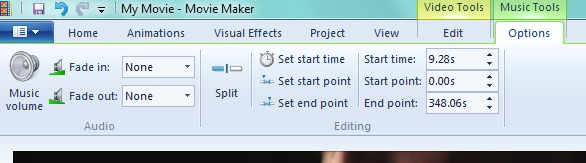 My Movie - Movie Maker
Video Tools Music Tools
Home Animations Visual Effects Project View Edit Options
Music volume
Fade in: None
Fade out: None
Audio
Split
Set start time
Set start point
Set end point
Start time: 9.28s
Start point: 0.00s
End point: 348.06s
Editing